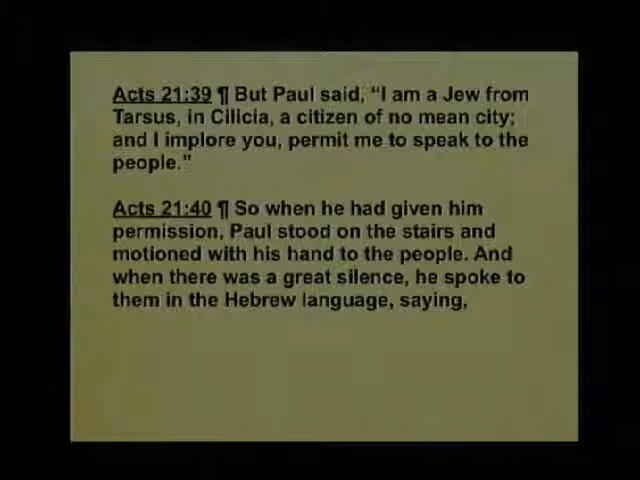 Acts 21:39 ¶ But Paul said, “I am a Jew from
Tarsus, in Cilicia, a citizen of no mean city;
and I implore you, permit me to speak to the
people.”
Acts 21:40 ¶ So when he had given him
permission, Paul stood on the stairs and
motioned with his hand to the people. And
when there was a great silence, he spoke to
them in the Hebrew language, saying,